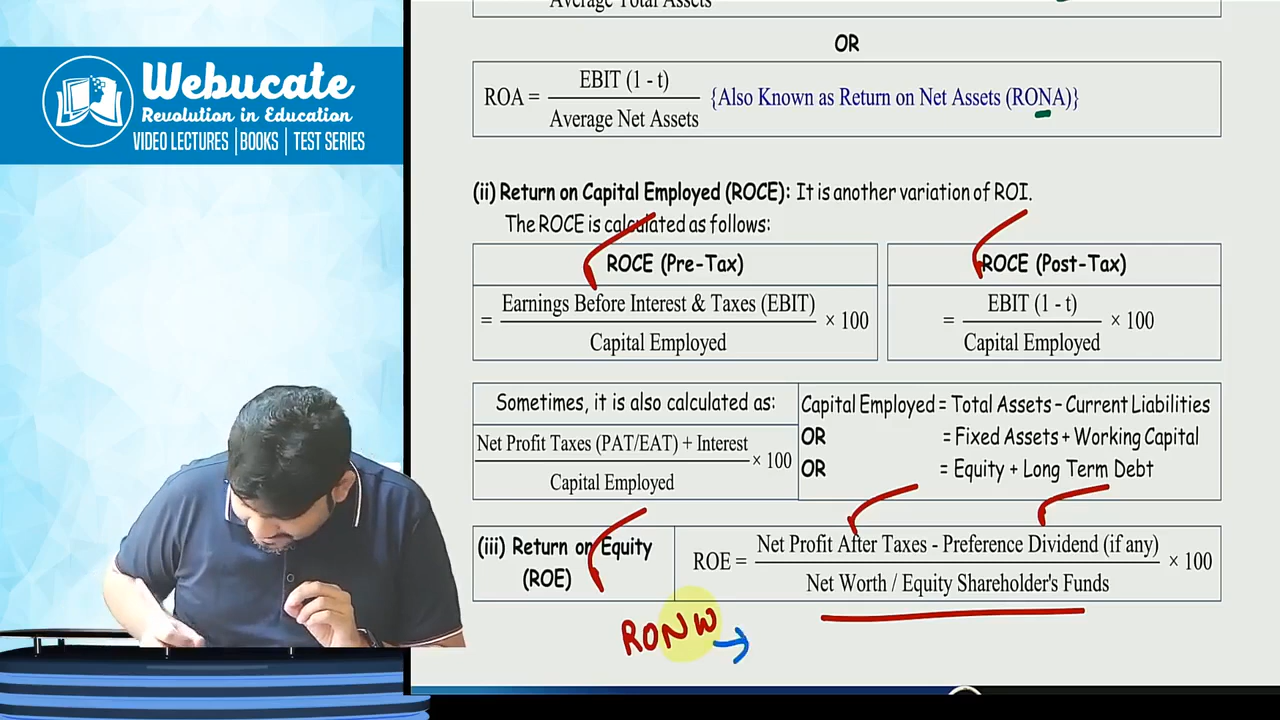 Average Total Assets
OR
ROA = EBIT (1 - t) / Average Net Assets {Also Known as Return on Net Assets (RONA)}
Webucate
Revolution in Education
VIDEO LECTURES | BOOKS | TEST SERIES
(ii) Return on Capital Employed (ROCE): It is another variation of ROI.
The ROCE is calculated as follows:
ROCE (Pre-Tax)
= Earnings Before Interest & Taxes (EBIT) / Capital Employed × 100
ROCE (Post-Tax)
= EBIT (1 - t) / Capital Employed × 100
Sometimes, it is also calculated as:
Net Profit Taxes (PAT/EAT) + Interest / Capital Employed × 100
Capital Employed = Total Assets – Current Liabilities
OR = Fixed Assets + Working Capital
OR = Equity + Long Term Debt
(iii) Return on Equity
(ROE)
ROE = Net Profit After Taxes - Preference Dividend (if any) / Net Worth / Equity Shareholder's Funds × 100
RONW →